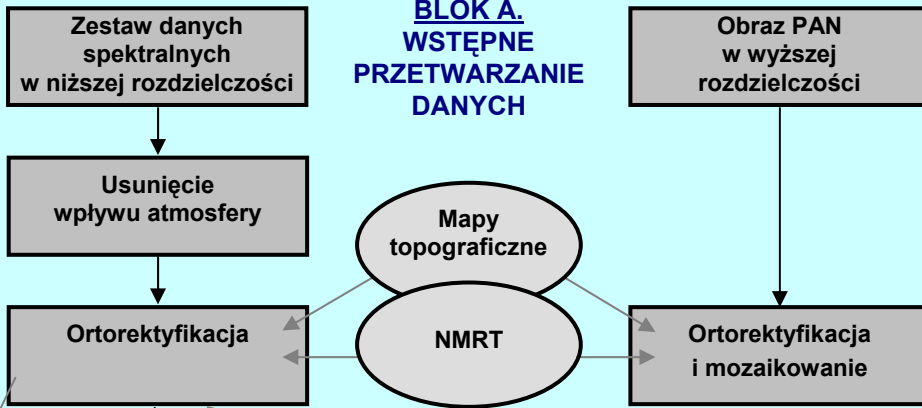 BLOK A.
WSTĘPNE
PRZETWARZANIE
DANYCH
Zestaw danych
spektralnych
w niższej rozdzielczości
Obraz PAN
w wyższej
rozdzielczości
Usunięcie
wpływu atmosfery
Mapy
topograficzne
Ortorektyfikacja
NMRT
Ortorektyfikacja
i mozaikowanie